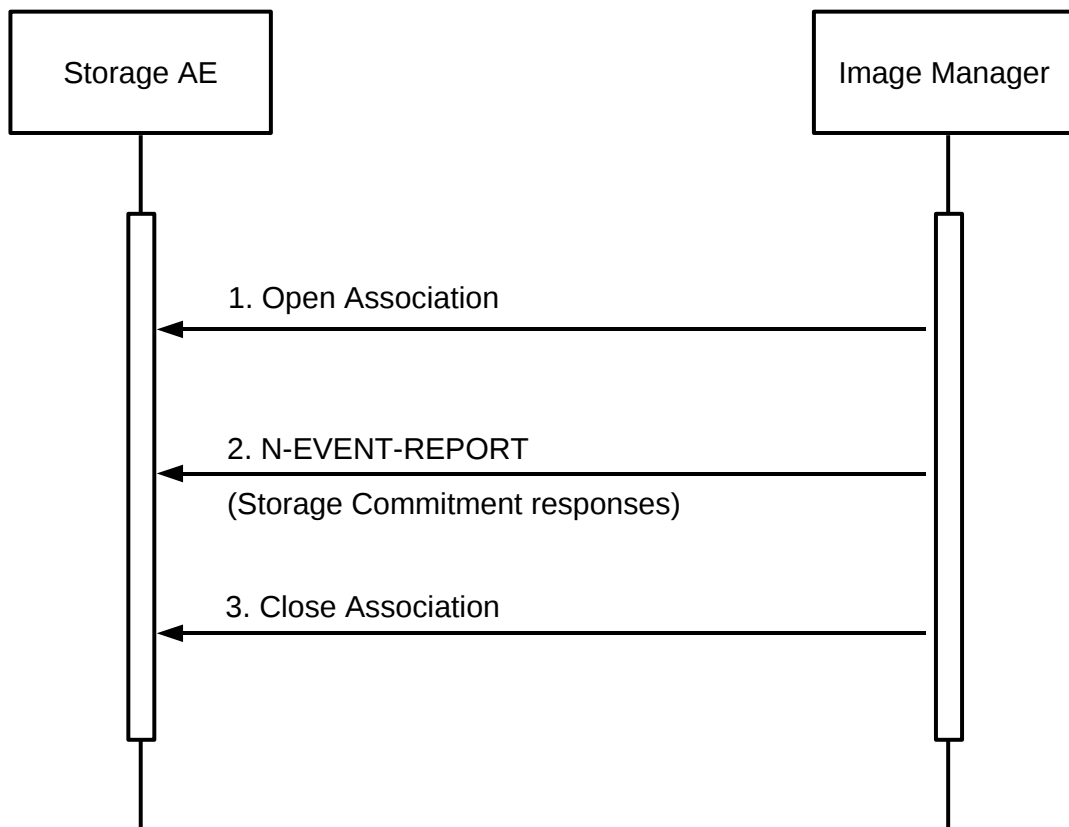 Storage AE
Image Manager
1. Open Association
2. N-EVENT-REPORT
(Storage Commitment responses)
3. Close Association